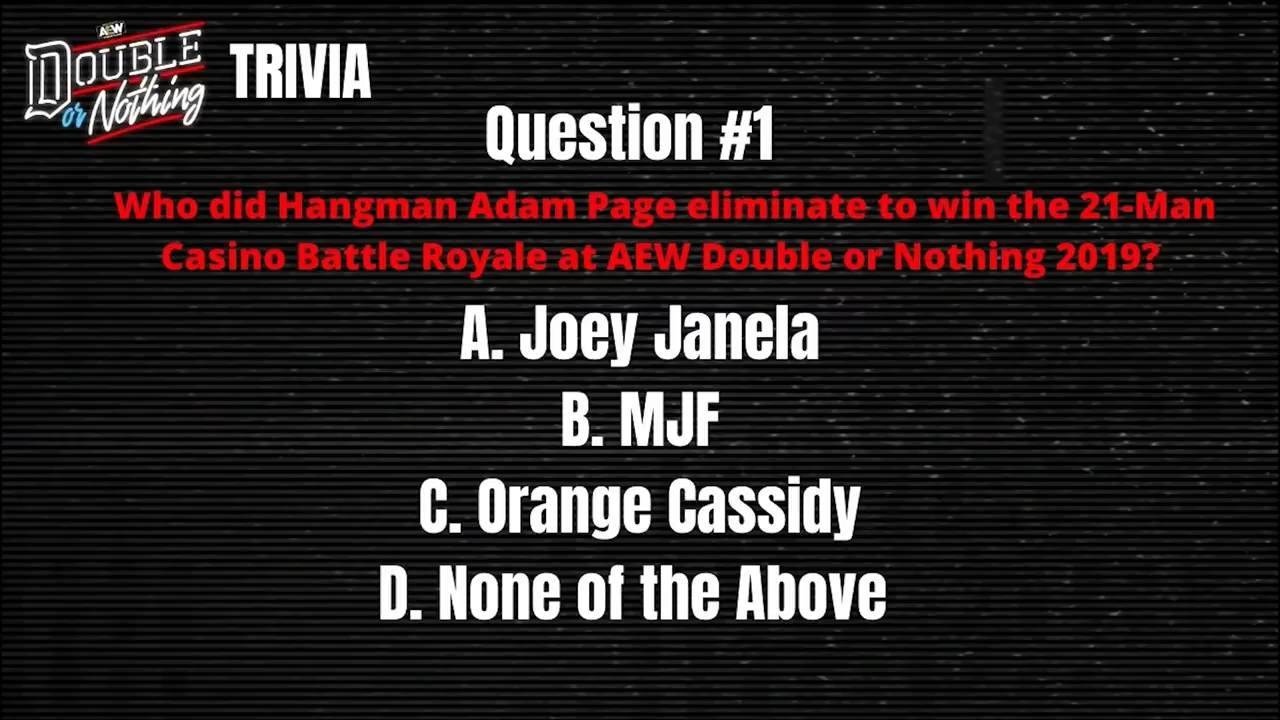 AEW
DOUBLE
or Nothing
TRIVIA
Question #1
Who did Hangman Adam Page eliminate to win the 21-Man
Casino Battle Royale at AEW Double or Nothing 2019?
A. Joey Janela
B. MJF
C. Orange Cassidy
D. None of the Above